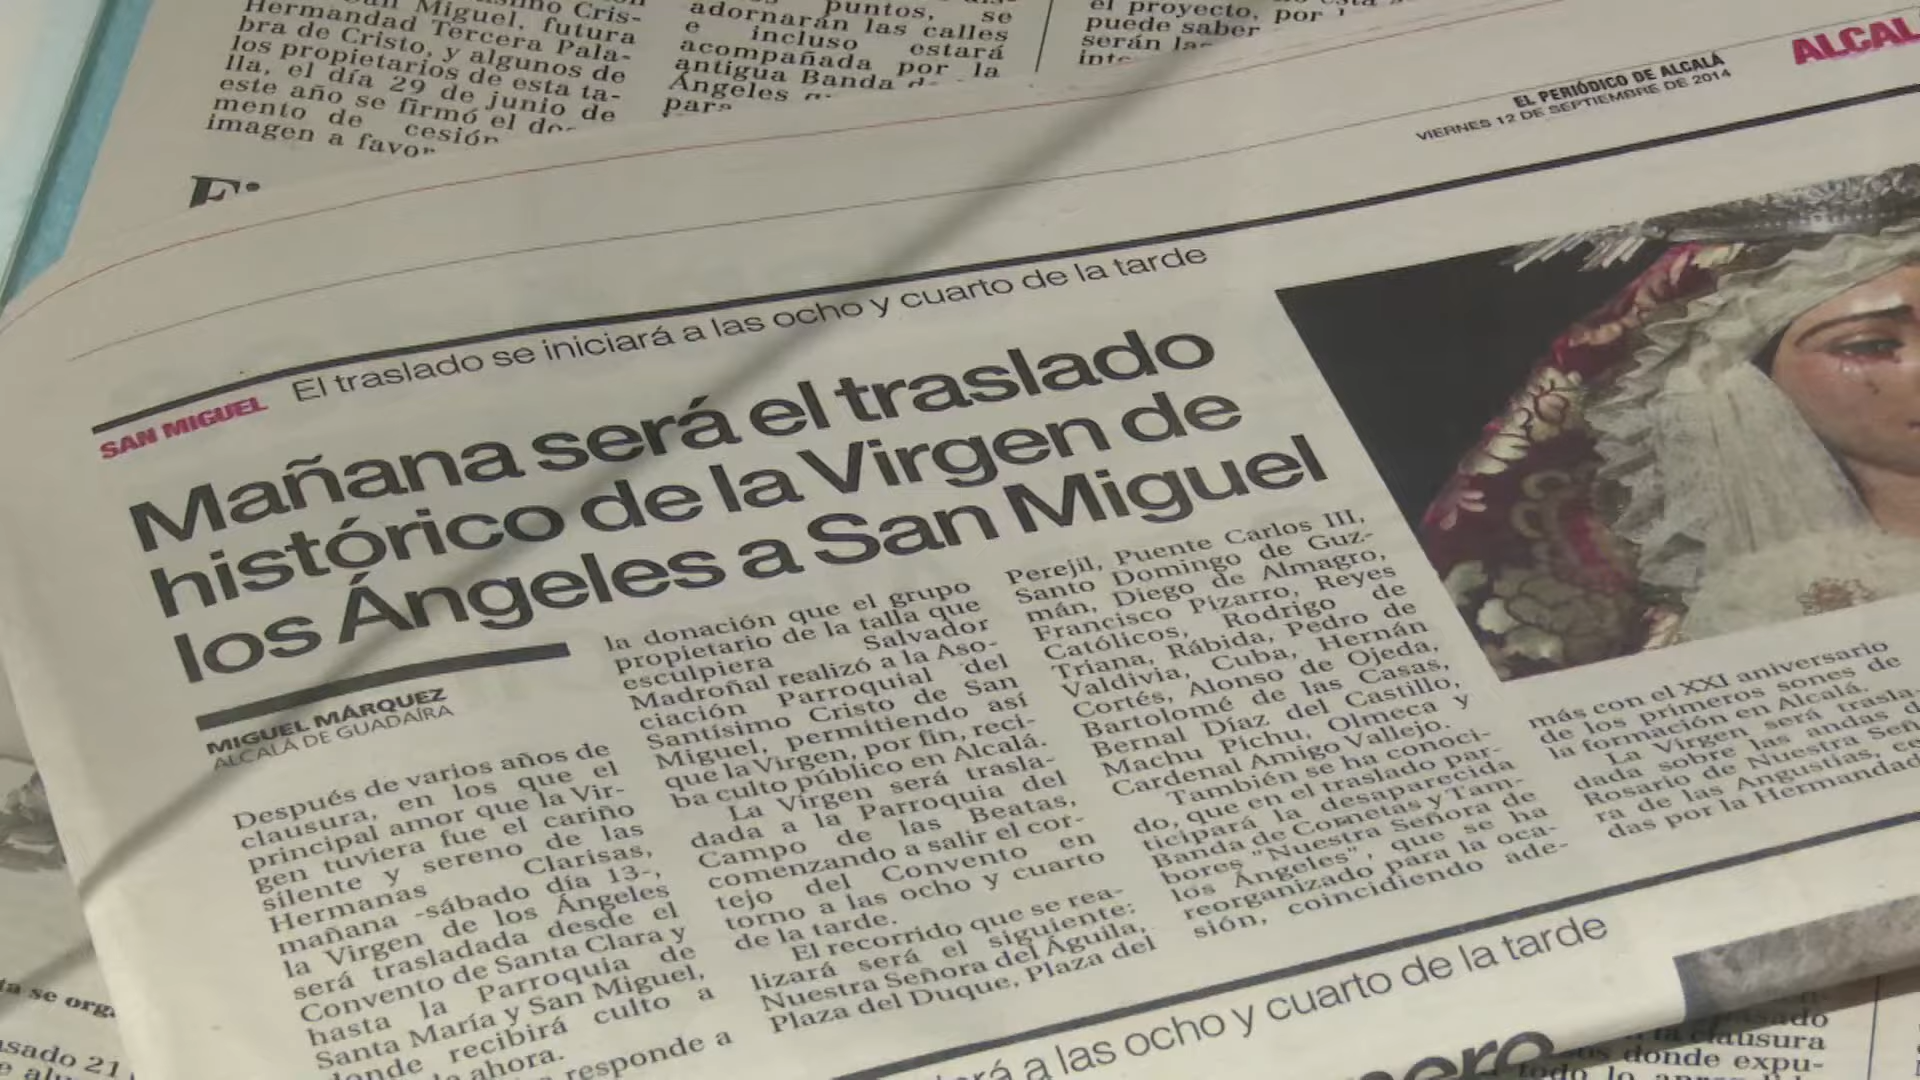 Miguel, futura
Hermandad Tercera Pala-
bra de Cristo, y algunos de
los propietarios de esta ta-
lla, el día 29 de junio de
este año se firmó el do
mento de cesión
imagen a favor
puntos, se
adornarán las calles
e incluso estará
acompañada por la
antigua Banda
Ángeles
para
el proyecto, por
puede saber
serán
EL PERIÓDICO DE ALCALÁ
VIERNES 12 DE SEPTIEMBRE DE 2014
ALCAL
SAN MIGUEL
El traslado se iniciará a las ocho y cuarto de la tarde
Mañana será el traslado
histórico de la Virgen de
los Ángeles a San Miguel
MIGUEL MÁRQUEZ
ALCALÁ DE GUADAÍRA
Después de varios años de
clausura, en los que el
principal amor que la Vir-
gen tuviera fue el cariño
silente y sereno de las
Hermanas Clarisas,
mañana -sábado día 13-,
la Virgen de los Ángeles
será trasladada desde el
Convento de Santa Clara y
hasta la Parroquia de
Santa María y San Miguel,
donde recibirá culto a
ahora.
responde a
la donación que el grupo
propietario de la talla que
esculpiera Salvador
Madroñal realizó a la Aso-
ciación Parroquial del
Santísimo Cristo de San
Miguel, permitiendo así
que la Virgen, por fin, reci-
ba culto público en Alcalá.
La Virgen será trasla-
dada a la Parroquia del
Campo de las Beatas,
comenzando a salir el cor-
tejo del Convento en
torno a las ocho y cuarto
de la tarde.
El recorrido que se rea-
lizará será el siguiente:
Nuestra Señora del Águila,
Plaza del Duque, Plaza del
Perejil, Puente Carlos III,
Santo Domingo de Guz-
mán, Diego de Almagro,
Francisco Pizarro, Reyes
Católicos, Rodrigo de
Triana, Rábida, Pedro de
Valdivia, Cuba, Hernán
Cortés, Alonso de Ojeda,
Bartolomé de las Casas,
Bernal Díaz del Castillo,
Machu Pichu, Olmeca y
Cardenal Amigo Vallejo.
También se ha conoci-
do, que en el traslado par-
ticipará la desaparecida
Banda de Cornetas y Tam-
bores "Nuestra Señora de
los Ángeles", que se ha
reorganizado para la oca-
sión, coincidiendo ade-
más con el XXI aniversario
de los primeros sones de
la formación en Alcalá.
La Virgen será trasla-
dada sobre las andas d
Rosario de Nuestra Seño
ra de las Angustias, ce
das por la Hermandad
a las ocho y cuarto de la tarde
se org
asado 21
clausura
donde expu-